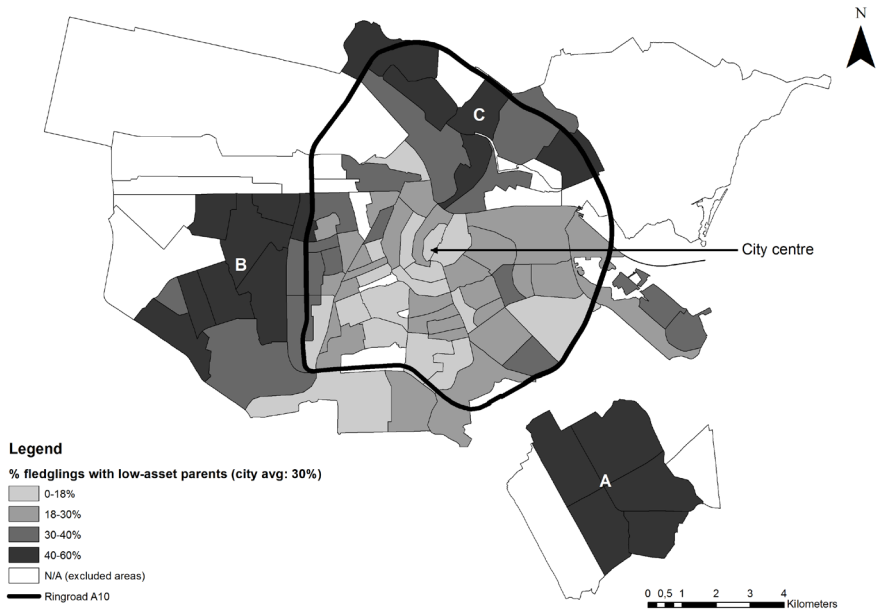 N
C
B
City centre
A
Legend
% fledglings with low-asset parents (city avg: 30%)
0-18%
18-30%
30-40%
40-60%
N/A (excluded areas)
Ringroad A10
0 0,5 1 2 3 4
Kilometers